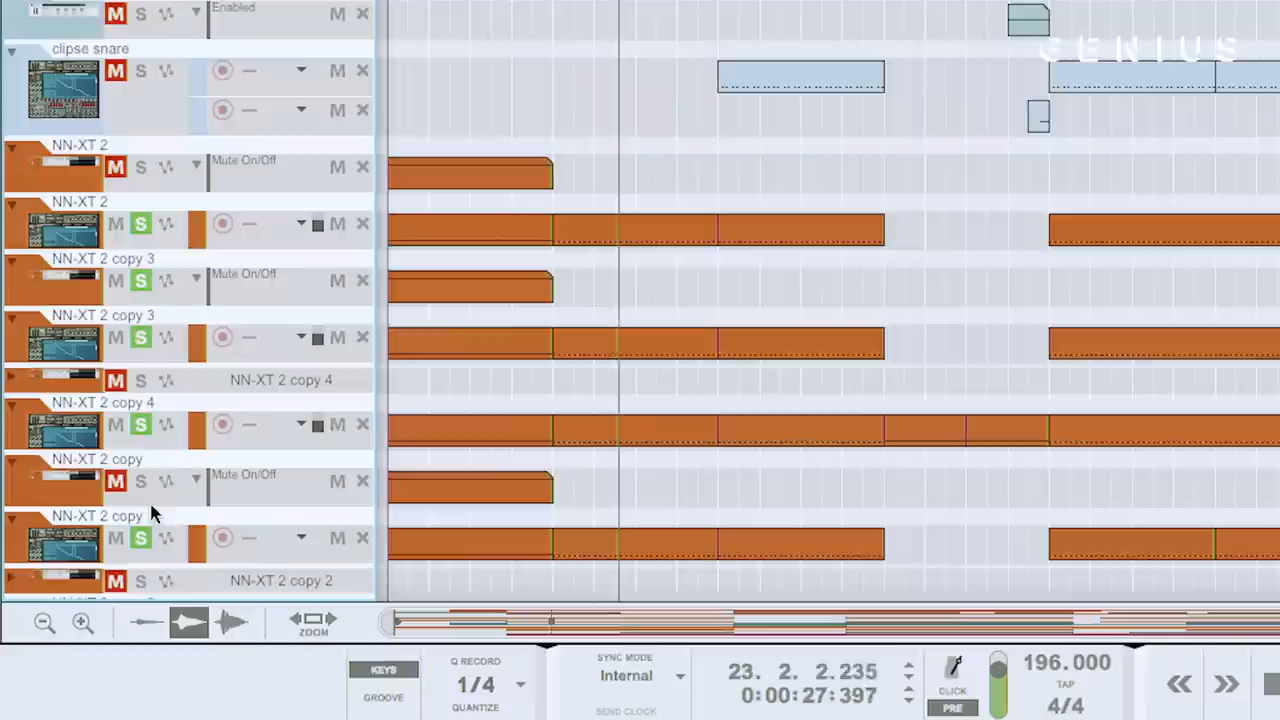 M S Enabled M
GENIUS
clipse snare
M S M
M
NN-XT 2
M S Mute On/Off M
NN-XT 2
M S M
NN-XT 2 copy 3
M S Mute On/Off M
NN-XT 2 copy 3
M S M
M S NN-XT 2 copy 4
NN-XT 2 copy 4
M S M
NN-XT 2 copy
M S Mute On/Off M
NN-XT 2 copy
M S M
M S NN-XT 2 copy 2
ZOOM
KEYS
GROOVE
Q RECORD
1/4
QUANTIZE
SYNC MODE
Internal
SEND CLOCK
23. 2. 2.235
0:00:27:397
CLICK
PRE
196.000
TAP
4/4